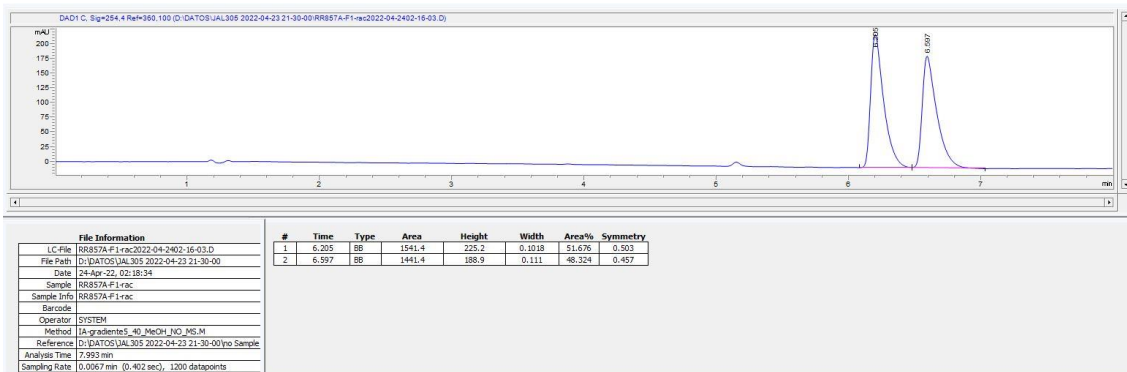 DAD1 C, Sig=254,4 Ref=360,100 (D:\DATOS\JAL305 2022-04-23 21-30-00\RR857A-F1-rac2022-04-2402-16-03.D)
mAU
200
175
150
125
100
75
50
25
0
6.205
6.597
1 2 3 4 5 6 7 min
File Information
LC-File RR857A-F1-rac2022-04-2402-16-03.D
File Path D:\DATOS\JAL305 2022-04-23 21-30-00
Date 24-Apr-22, 02:18:34
Sample RR857A-F1-rac
Sample Info RR857A-F1-rac
Barcode
Operator SYSTEM
Method IA-gradiente5_40_MeOH_NO_MS.M
Reference D:\DATOS\JAL305 2022-04-23 21-30-00\no Sample
Analysis Time 7.993 min
Sampling Rate 0.0067 min (0.402 sec), 1200 datapoints
# Time Type Area Height Width Area% Symmetry
1 6.205 BB 1541.4 225.2 0.1018 51.676 0.503
2 6.597 BB 1441.4 188.9 0.111 48.324 0.457